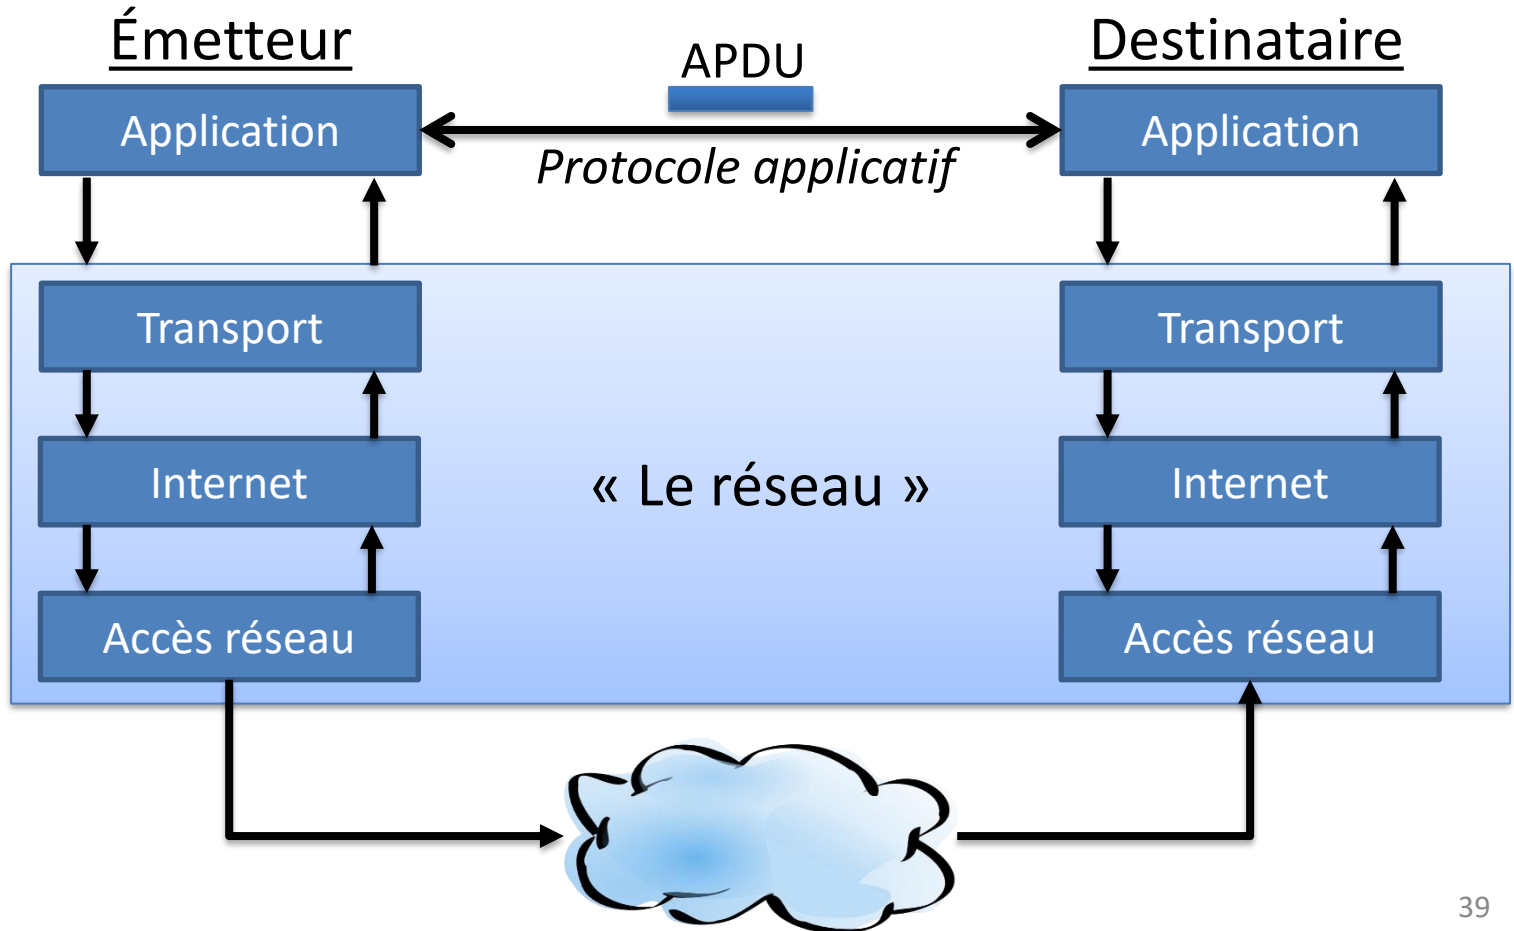 Émetteur
APDU
Destinataire
Application
Application
Protocole applicatif
Transport
Transport
Internet
« Le réseau »
Internet
Accès réseau
Accès réseau
39